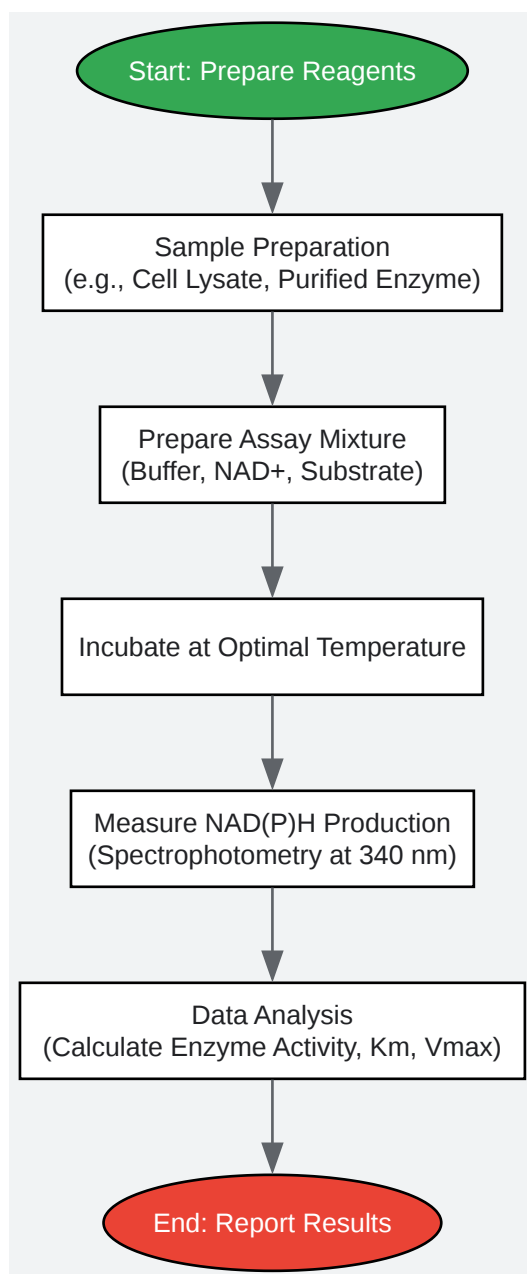 Start: Prepare Reagents
Sample Preparation
(e.g., Cell Lysate, Purified Enzyme)
Prepare Assay Mixture
(Buffer, NAD+, Substrate)
Incubate at Optimal Temperature
Measure NAD(P)H Production
(Spectrophotometry at 340 nm)
Data Analysis
(Calculate Enzyme Activity, Km, Vmax)
End: Report Results